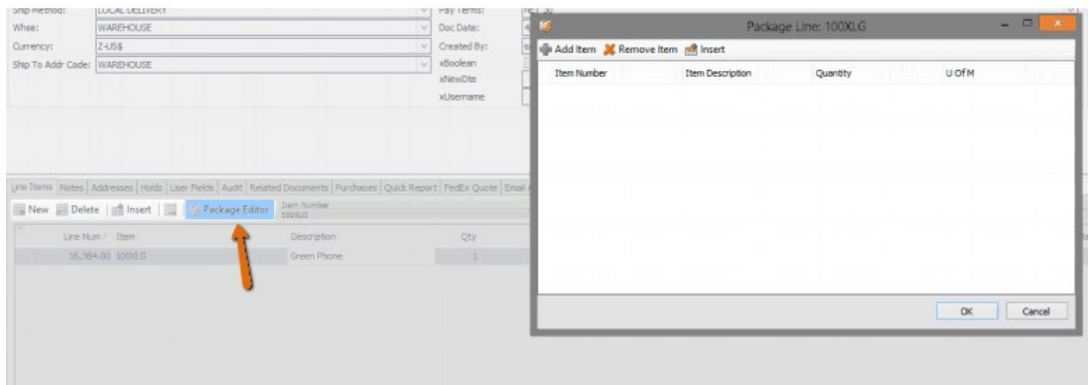 Ship Method: LOCAL DELIVERY Pay Terms: NET 30
Whse: WAREHOUSE Doc Date:
Currency: Z-US$ Created By:
Ship To Addr Code: WAREHOUSE xBoolean
xNewDte
xUsername
Package Line: 100XLG
Add Item Remove Item Insert
Item Number Item Description Quantity U Of M
OK Cancel
Line Items Notes Addresses Holds User Fields Audit Related Documents Purchases Quick Report FedEx Quote Email
New Delete Insert Package Editor Item Number
100XLG
Line Num Item Description Qty
16,384.00 100XLG Green Phone 1